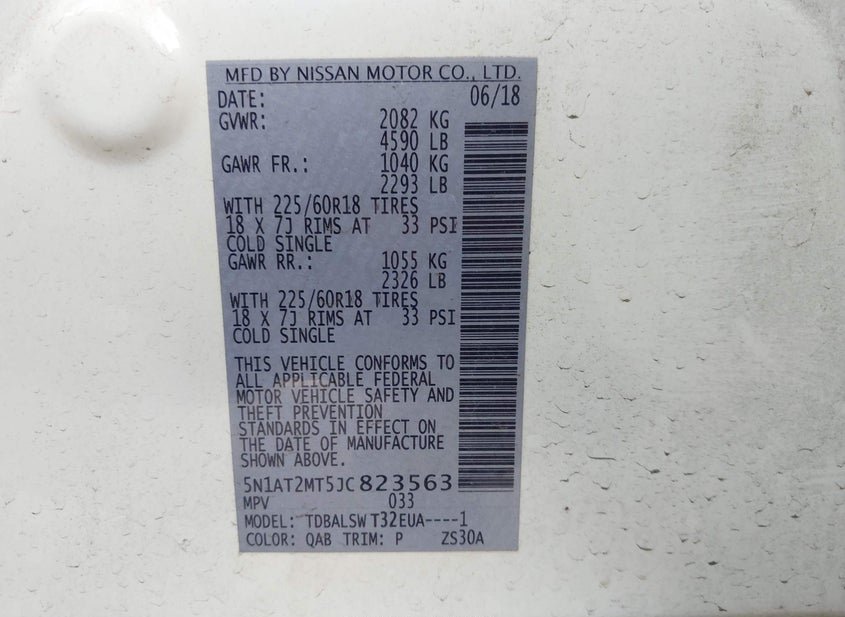 MFD BY NISSAN MOTOR CO., LTD.
DATE: 06/18
GVWR: 2082 KG
4590 LB
GAWR FR.: 1040 KG
2293 LB
WITH 225/60R18 TIRES
18 X 7J RIMS AT 33 PSI
COLD SINGLE
GAWR RR.: 1055 KG
2326 LB
WITH 225/60R18 TIRES
18 X 7J RIMS AT 33 PSI
COLD SINGLE
THIS VEHICLE CONFORMS TO
ALL APPLICABLE FEDERAL
MOTOR VEHICLE SAFETY AND
THEFT PREVENTION
STANDARDS IN EFFECT ON
THE DATE OF MANUFACTURE
SHOWN ABOVE.
5N1AT2MT5JC823563
MPV 033
MODEL: TDBALSW T32EUA----1
COLOR: QAB TRIM: P ZS30A